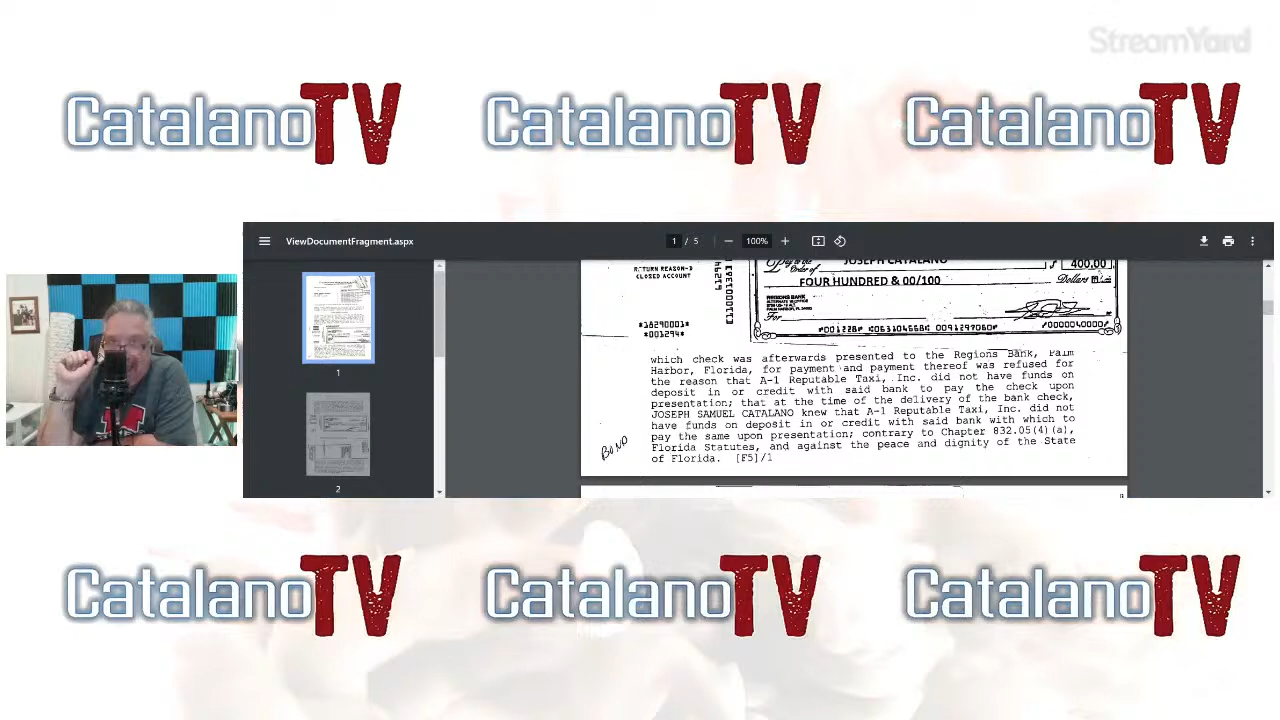 StreamYard
CatalanoTV CatalanoTV CatalanoTV
ViewDocumentFragment.aspx 1 / 5 100%
1
2
RETURN REASON-3
CLOSED ACCOUNT
Order of JOSEPH CATALANO 400.00
FOUR HUNDRED & 00/100 Dollars
REGIONS BANK
For
*18290001*
*001294*
which check was afterwards presented to the Regions Bank, Palm
Harbor, Florida, for payment and payment thereof was refused for
the reason that A-1 Reputable Taxi, Inc. did not have funds on
deposit in or credit with said bank to pay the check upon
presentation; that at the time of the delivery of the bank check,
JOSEPH SAMUEL CATALANO knew that A-1 Reputable Taxi, Inc. did not
have funds on deposit in or credit with said bank with which to
pay the same upon presentation; contrary to Chapter 832.05(4)(a),
Florida Statutes, and against the peace and dignity of the State
of Florida. [F5]/1
BOND
CatalanoTV CatalanoTV CatalanoTV